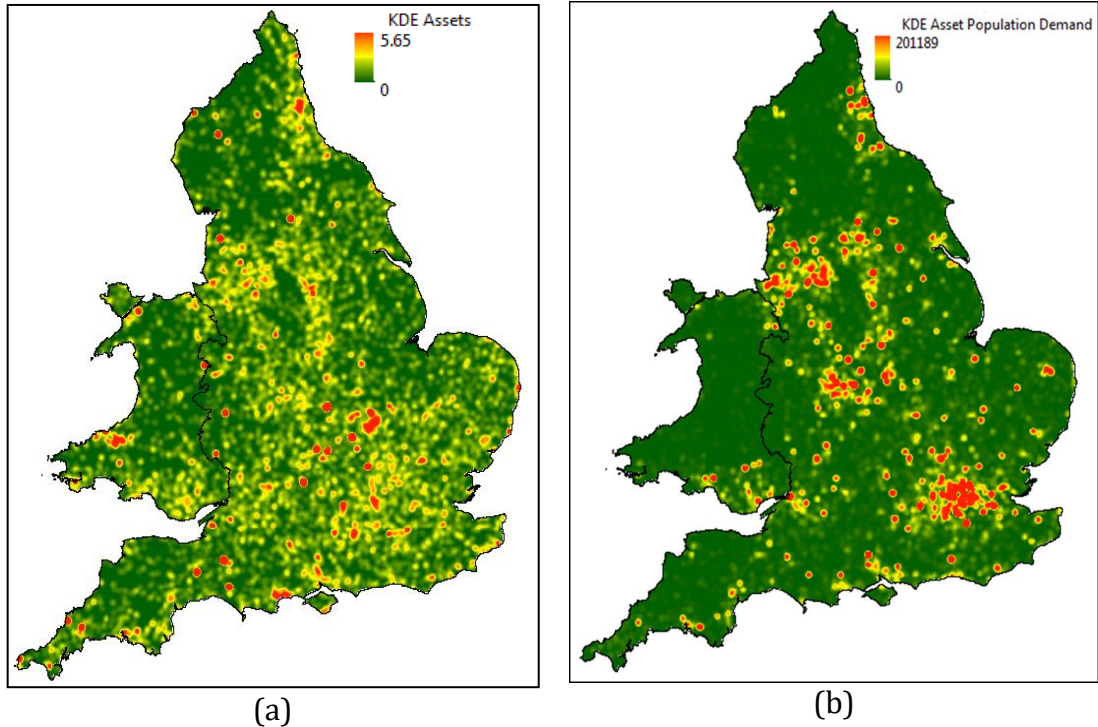 KDE Assets
5.65
0
KDE Asset Population Demand
201189
0
(a)
(b)